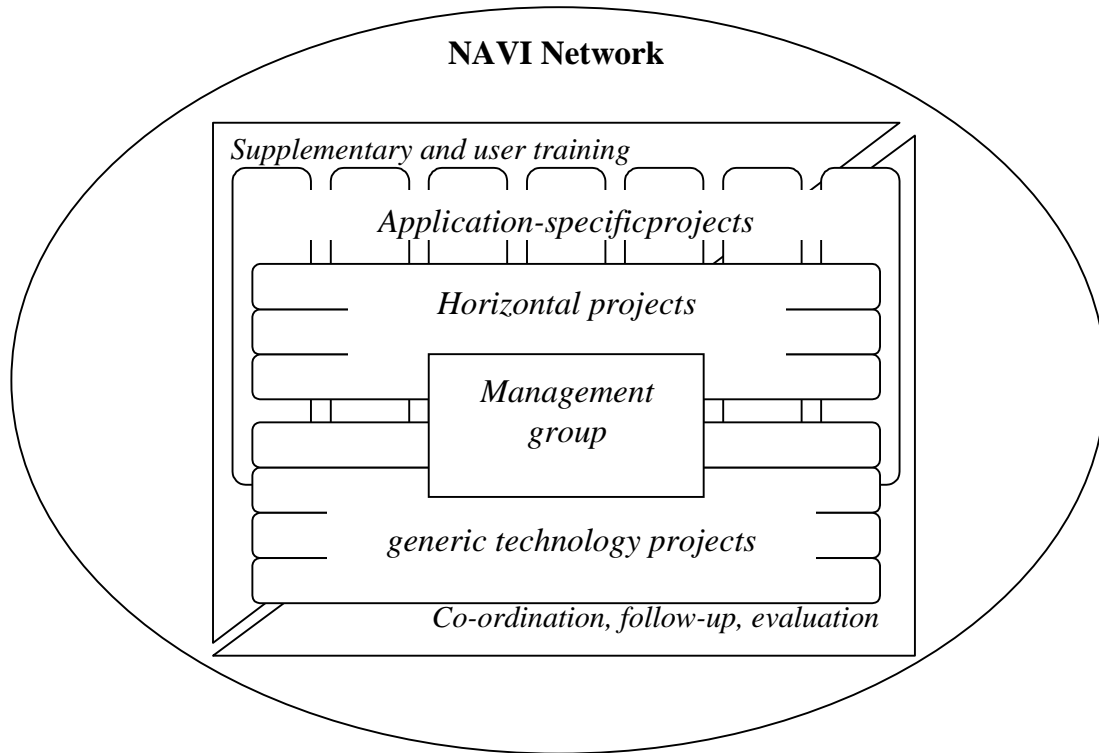 NAVI Network
Supplementary and user training
Application-specificprojects
Horizontal projects
Management
group
generic technology projects
Co-ordination, follow-up, evaluation